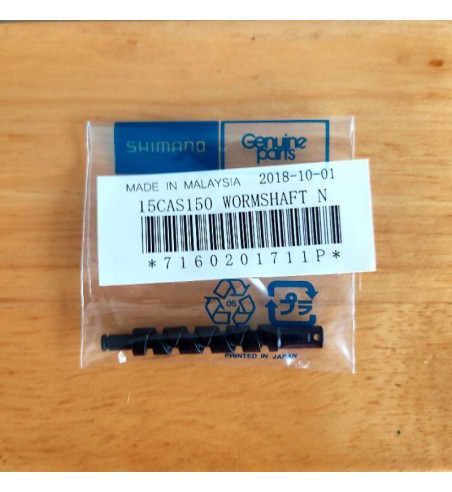 SHIMANO
Genuine
parts
MADE IN MALAYSIA 2018-10-01
15CAS150 WORMSHAFT N
*7160201711P*
05
プラ
PRINTED IN JAPAN